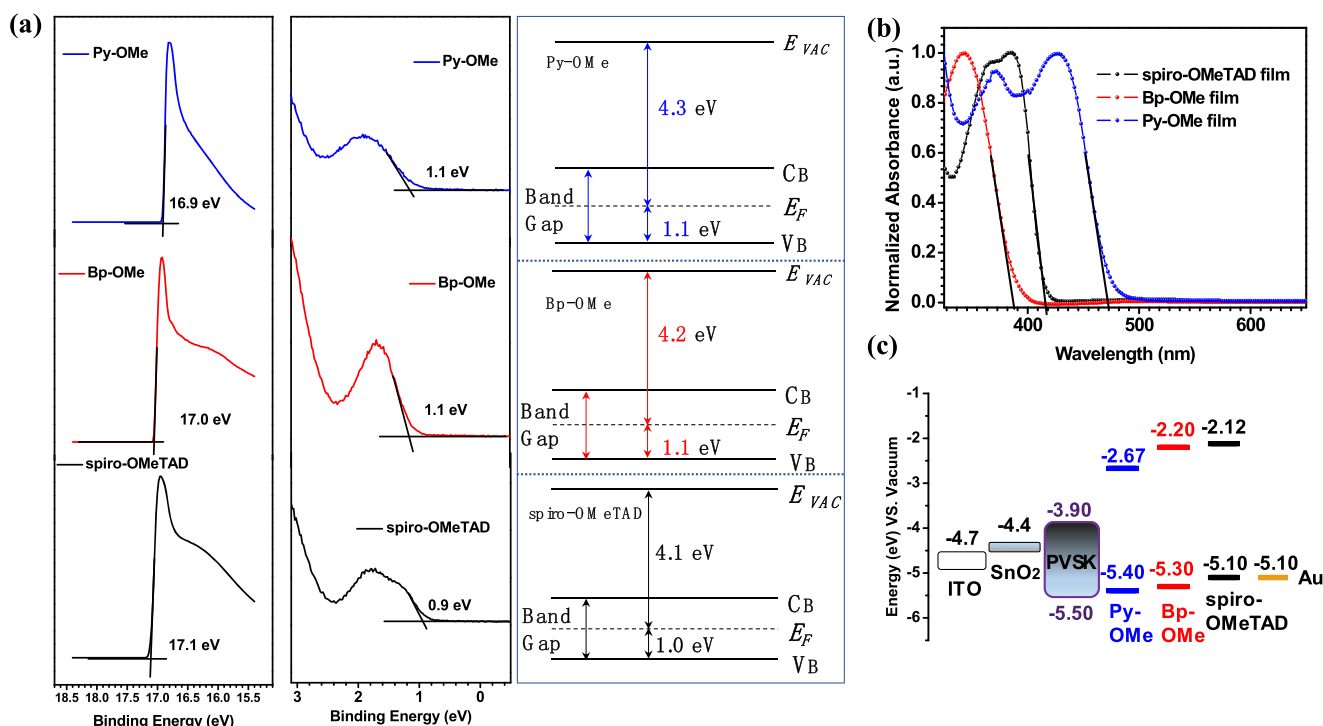 (a)
Py-OMe
16.9 eV
Bp-OMe
17.0 eV
spiro-OMeTAD
17.1 eV
18.5 18.0 17.5 17.0 16.5 16.0 15.5
Binding Energy (eV)
Py-OMe
1.1 eV
Bp-OMe
1.1 eV
spiro-OMeTAD
0.9 eV
3 2 1 0
Binding Energy (eV)
E VAC
Py-OMe
4.3 eV
CB
Band
Gap
EF
1.1 eV
VB
E VAC
Bp-OMe
4.2 eV
CB
Band
Gap
EF
1.1 eV
VB
E VAC
spiro-OMeTAD
4.1 eV
CB
Band
Gap
EF
1.0 eV
VB
(b)
Normalized Absorbance (a.u.)
1.0
0.8
0.6
0.4
0.2
0.0
spiro-OMeTAD film
Bp-OMe film
Py-OMe film
400 500 600
Wavelength (nm)
(c)
Energy (eV) VS. Vacuum
-1
-2
-3
-4
-5
-6
-4.7
ITO
-4.4
SnO2
-3.90
PVSK
-5.50
-2.67
-5.40
Py-
OMe
-2.20
-5.30
Bp-
OMe
-2.12
-5.10
spiro-
OMeTAD
-5.10
Au